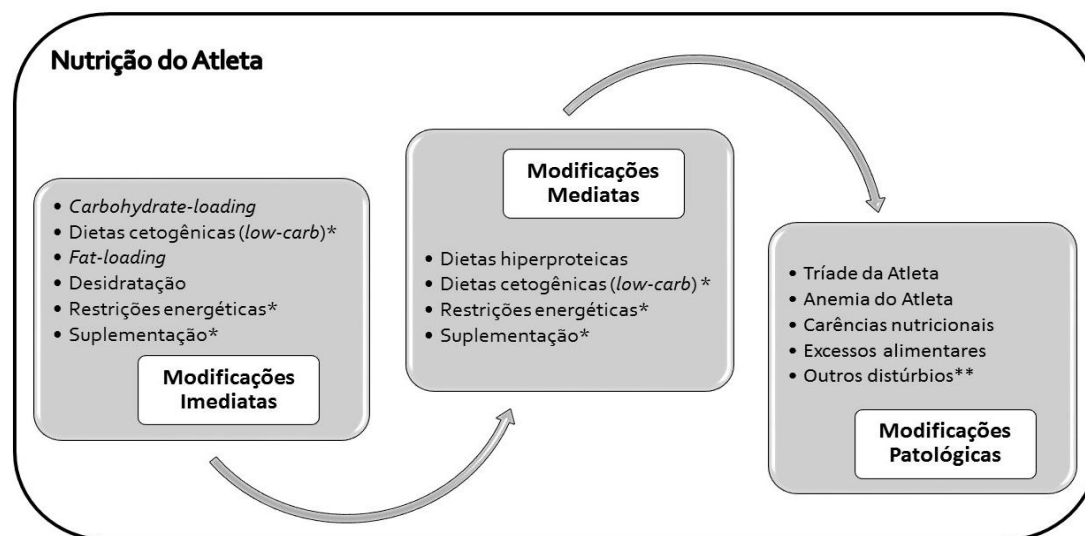 Nutrição do Atleta
• Carbohydrate-loading
• Dietas cetogênicas (low-carb)*
• Fat-loading
• Desidratação
• Restrições energéticas*
• Suplementação*
Modificações
Imediatas
Modificações
Mediatas
• Dietas hiperproteicas
• Dietas cetogênicas (low-carb) *
• Restrições energéticas*
• Suplementação*
• Tríade da Atleta
• Anemia do Atleta
• Carências nutricionais
• Excessos alimentares
• Outros distúrbios**
Modificações
Patológicas